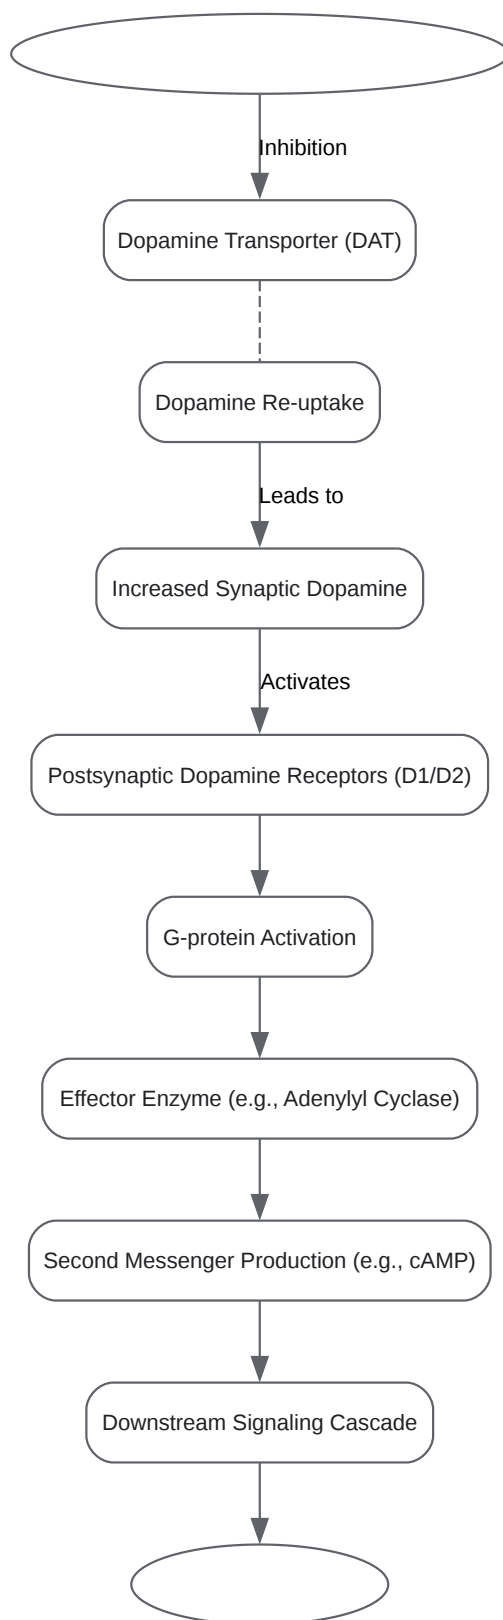 Inhibition
Dopamine Transporter (DAT)
Dopamine Re-uptake
Leads to
Increased Synaptic Dopamine
Activates
Postsynaptic Dopamine Receptors (D1/D2)
G-protein Activation
Effector Enzyme (e.g., Adenylyl Cyclase)
Second Messenger Production (e.g., cAMP)
Downstream Signaling Cascade